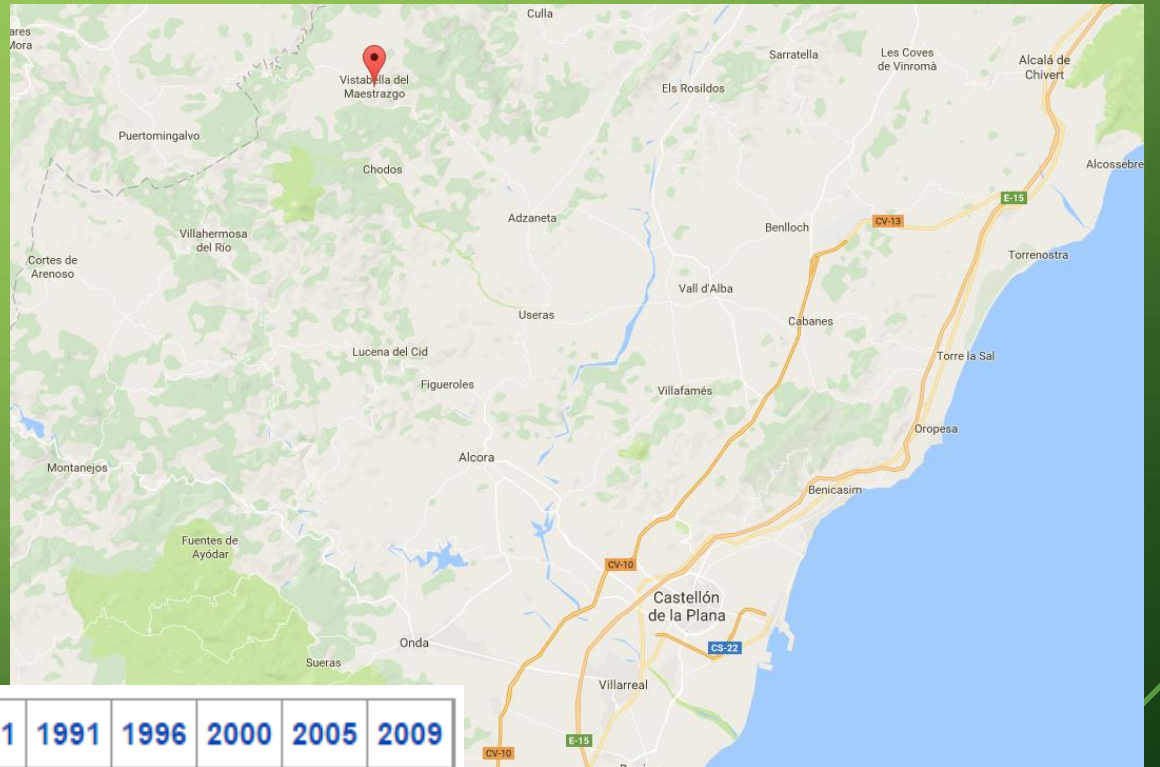 Culla
ares
Mora
Sarratella
Les Coves
de Vinromà
Alcalá de
Chivert
Vistabella del
Maestrazgo
Els Rosildos
Puertomingalvo
Chodos
Alcossebre
E-15
Adzaneta
Benlloch
CV-13
Villahermosa
del Río
Cortes de
Arenoso
Torrenostra
Vall d'Alba
Useras
Cabanes
Lucena del Cid
Torre la Sal
Figueroles
Villafamés
Oropesa
Alcora
Montanejos
Benicasim
Fuentes de
Ayódar
CV-10
Castellón
de la Plana
Onda
CS-22
Sueras
Villarreal
1 1991 1996 2000 2005 2009
E-15
CV-10